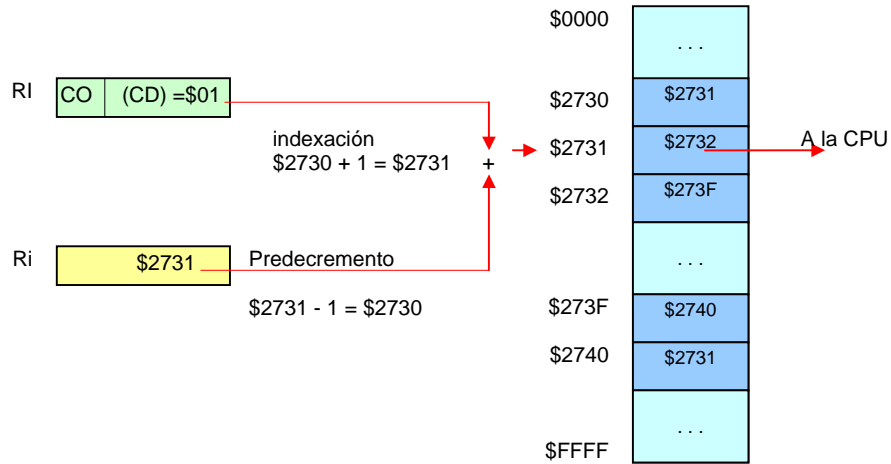 $0000
. . .
RI
CO
(CD) =$01
$2730
$2731
indexación
$2730 + 1 = $2731
+
$2731
$2732
A la CPU
$2732
$273F
Ri
$2731
Predecremento
. . .
$2731 - 1 = $2730
$273F
$2740
$2740
$2731
. . .
$FFFF